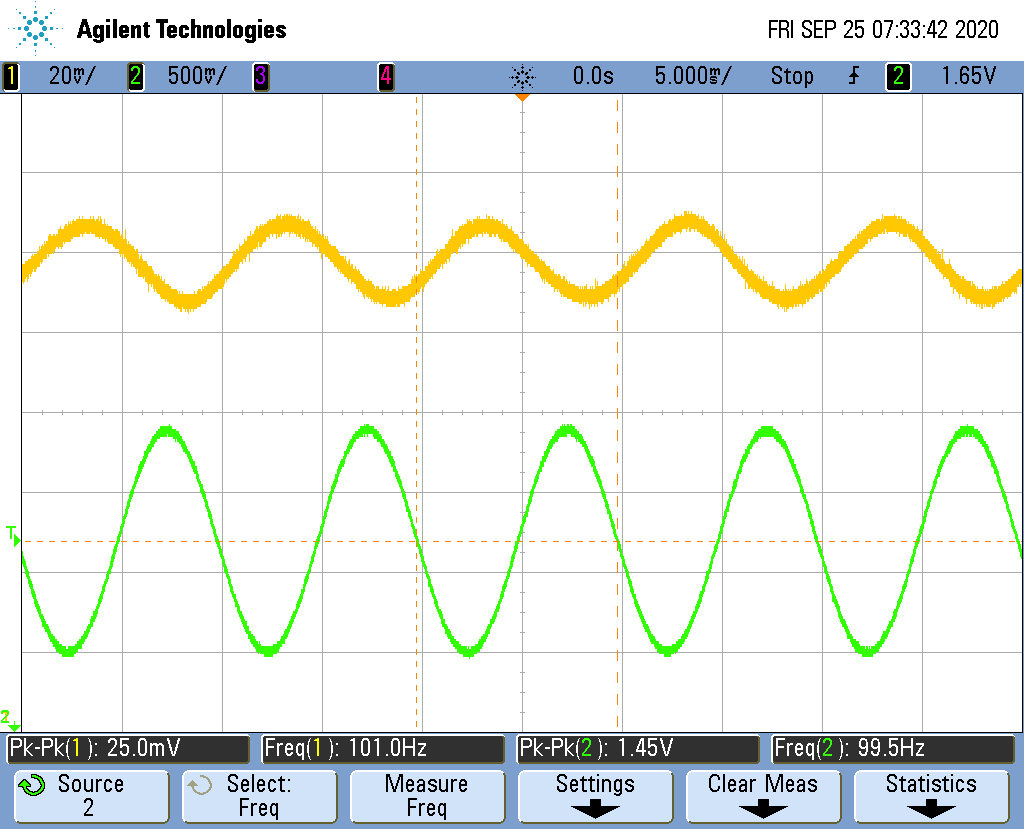 Agilent Technologies FRI SEP 25 07:33:42 2020
1 20mV/ 2 500mV/ 3 4 0.0s 5.000ms/ Stop 2 1.65V
T
2
Pk-Pk(1): 25.0mV Freq(1): 101.0Hz Pk-Pk(2): 1.45V Freq(2): 99.5Hz
Source Select: Measure Settings Clear Meas Statistics
2 Freq Freq